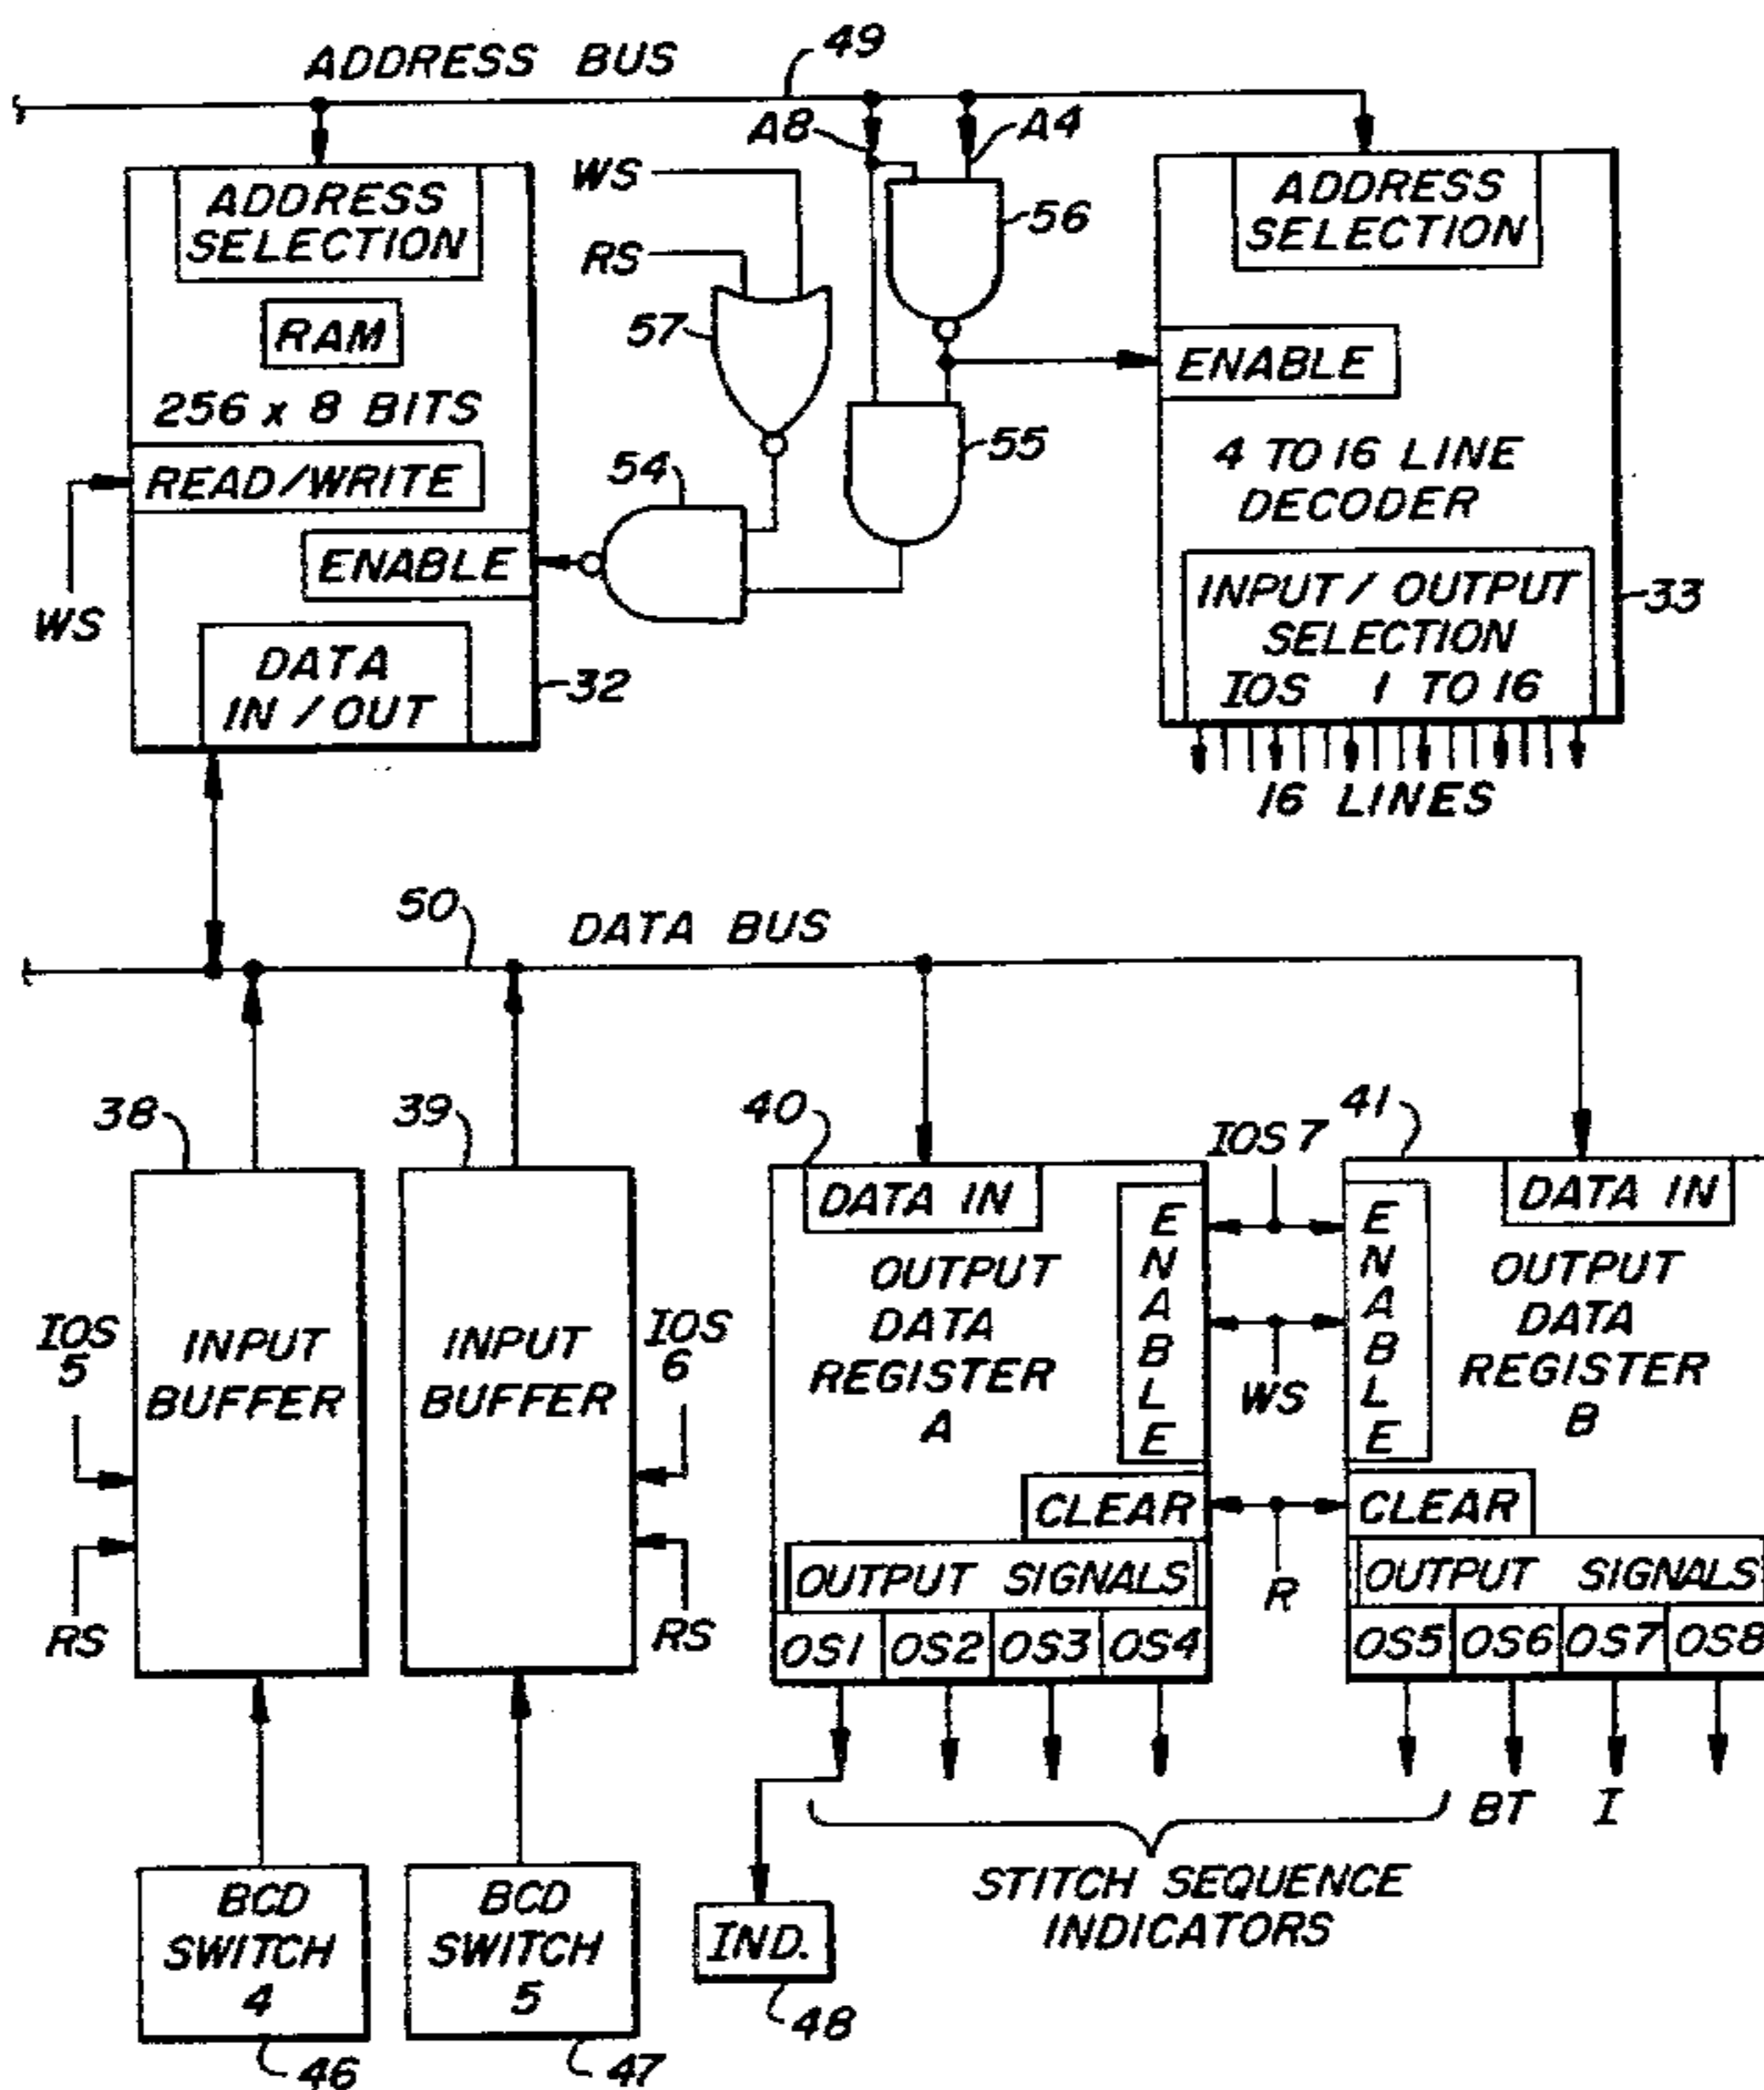 ADDRESS BUS
49
A8
A4
WS
RS
57
56
55
54
ADDRESS
SELECTION
RAM
256 x 8 BITS
READ/WRITE
ENABLE
DATA
IN/OUT
WS
32
ADDRESS
SELECTION
ENABLE
4 TO 16 LINE
DECODER
INPUT/OUTPUT
SELECTION
IOS 1 TO 16
33
16 LINES
50
DATA BUS
38
INPUT
BUFFER
IOS
5
RS
39
INPUT
BUFFER
IOS
6
RS
40
DATA IN
OUTPUT
DATA
REGISTER
A
ENABLE
CLEAR
OUTPUT SIGNALS
OS1 OS2 OS3 OS4
IOS 7
WS
R
41
DATA IN
ENABLE
OUTPUT
DATA
REGISTER
B
CLEAR
OUTPUT SIGNALS
OS5 OS6 OS7 OS8
BT I
STITCH SEQUENCE
INDICATORS
BCD
SWITCH
4
46
BCD
SWITCH
5
47
IND.
48